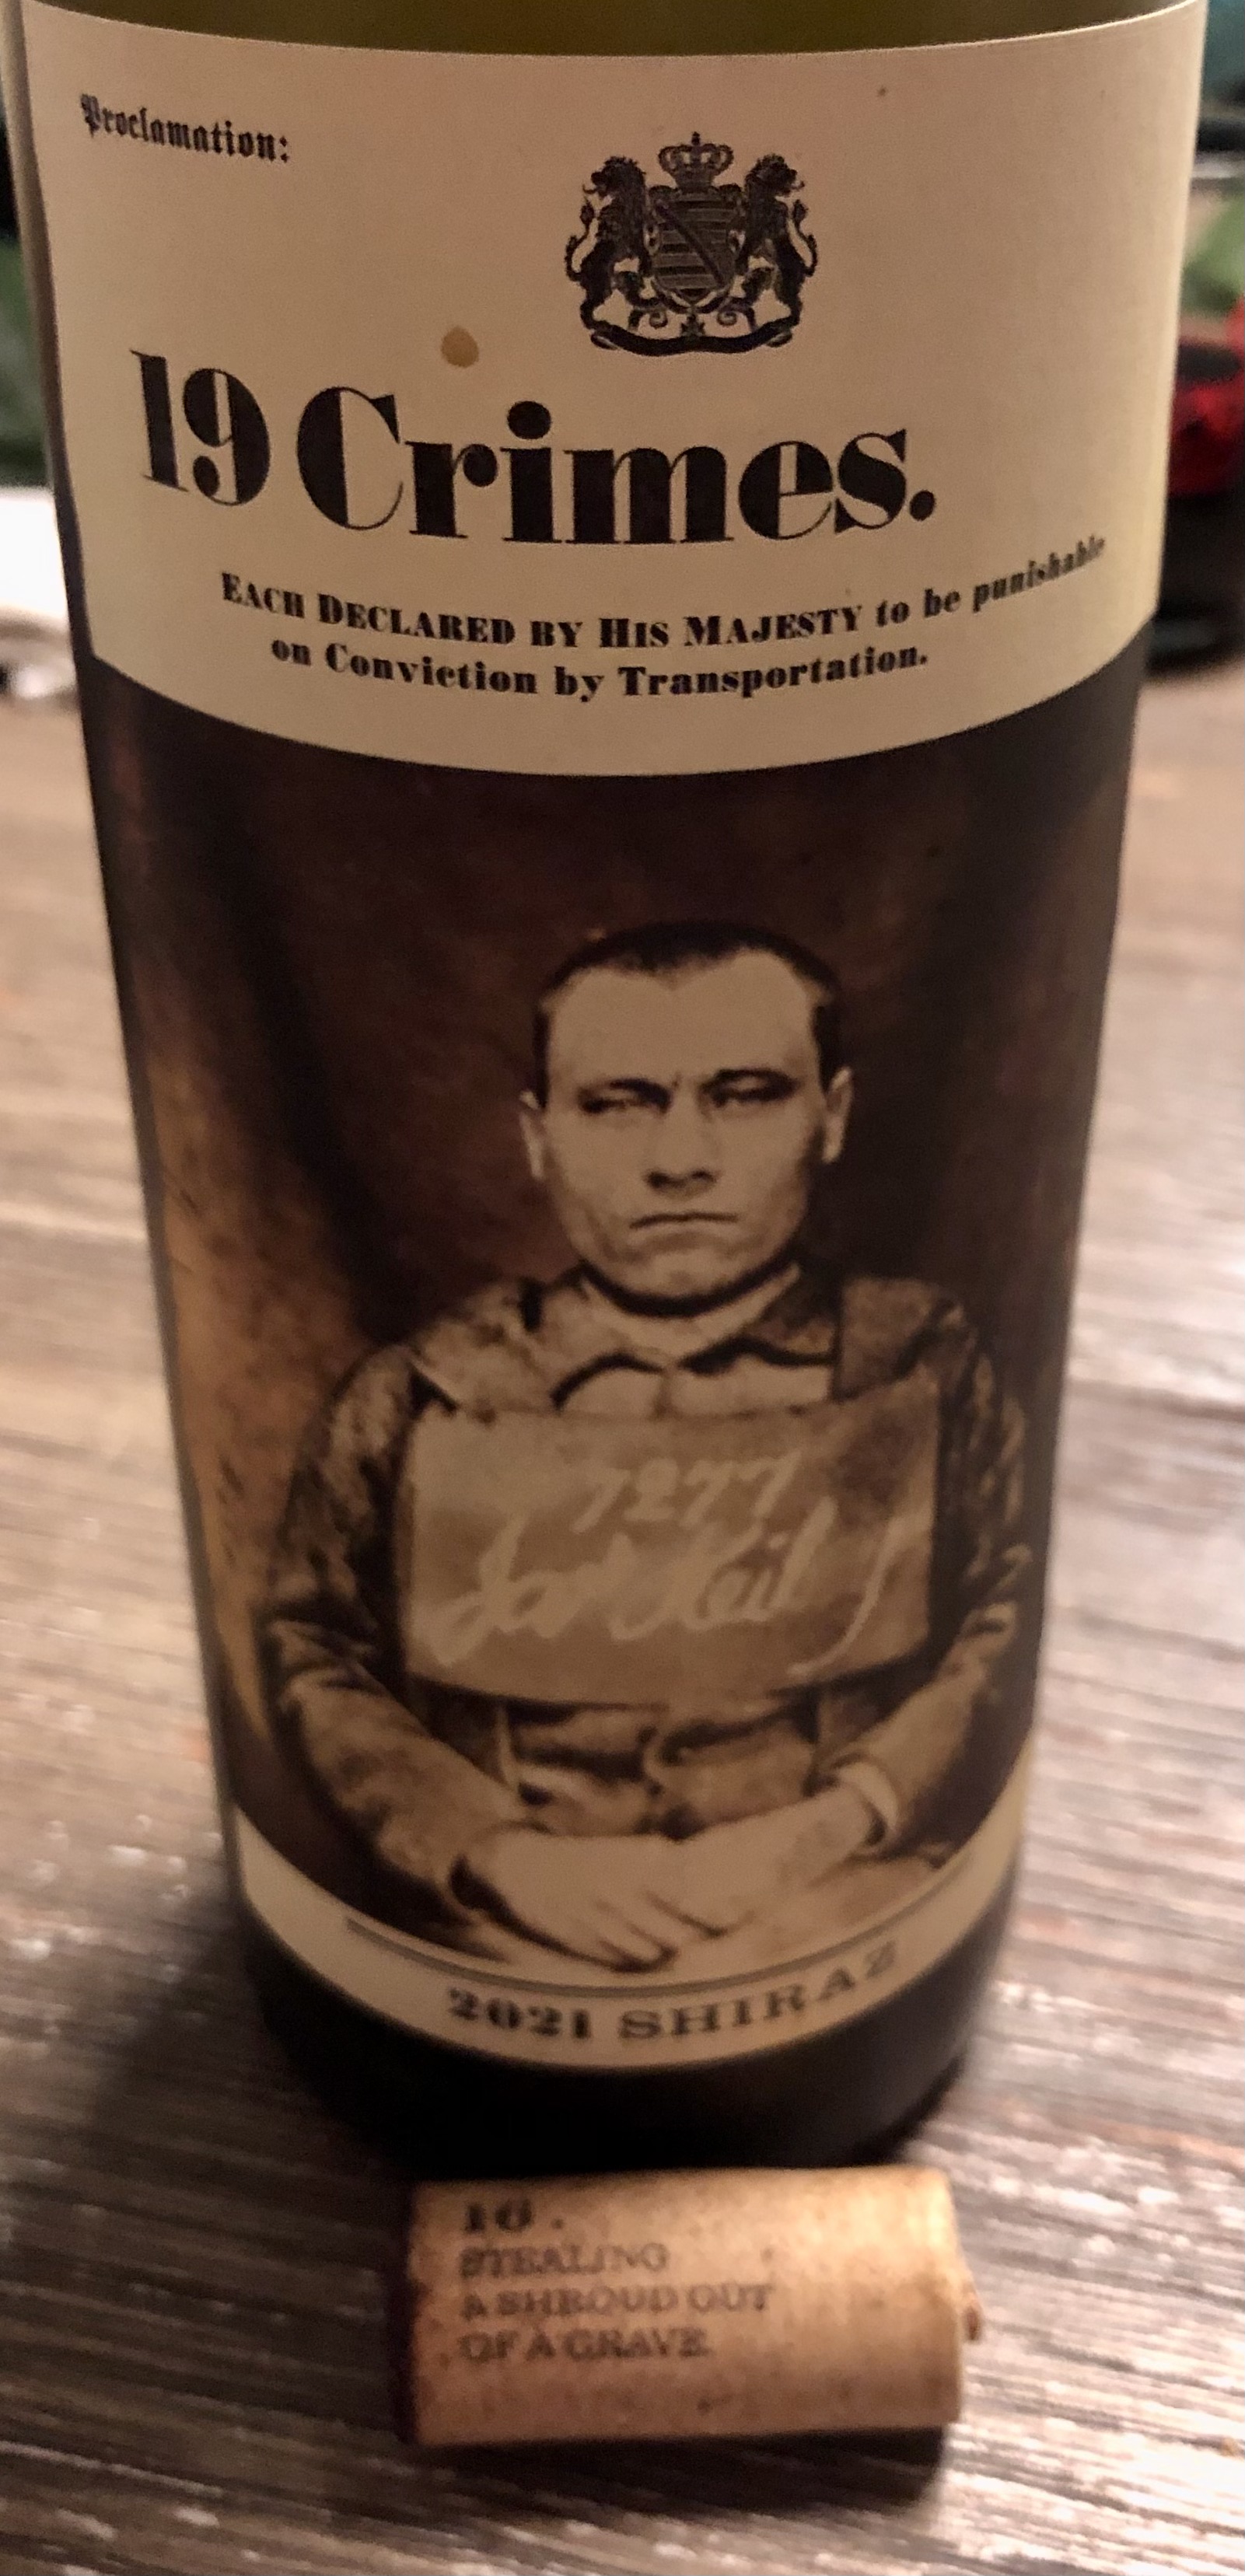 Proclamation:
19 Crimes.
EACH DECLARED BY HIS MAJESTY to be punishable
on Conviction by Transportation.
7277
2021 SHIRAZ
16.
STEALING
A SHROUD OUT
OF A GRAVE